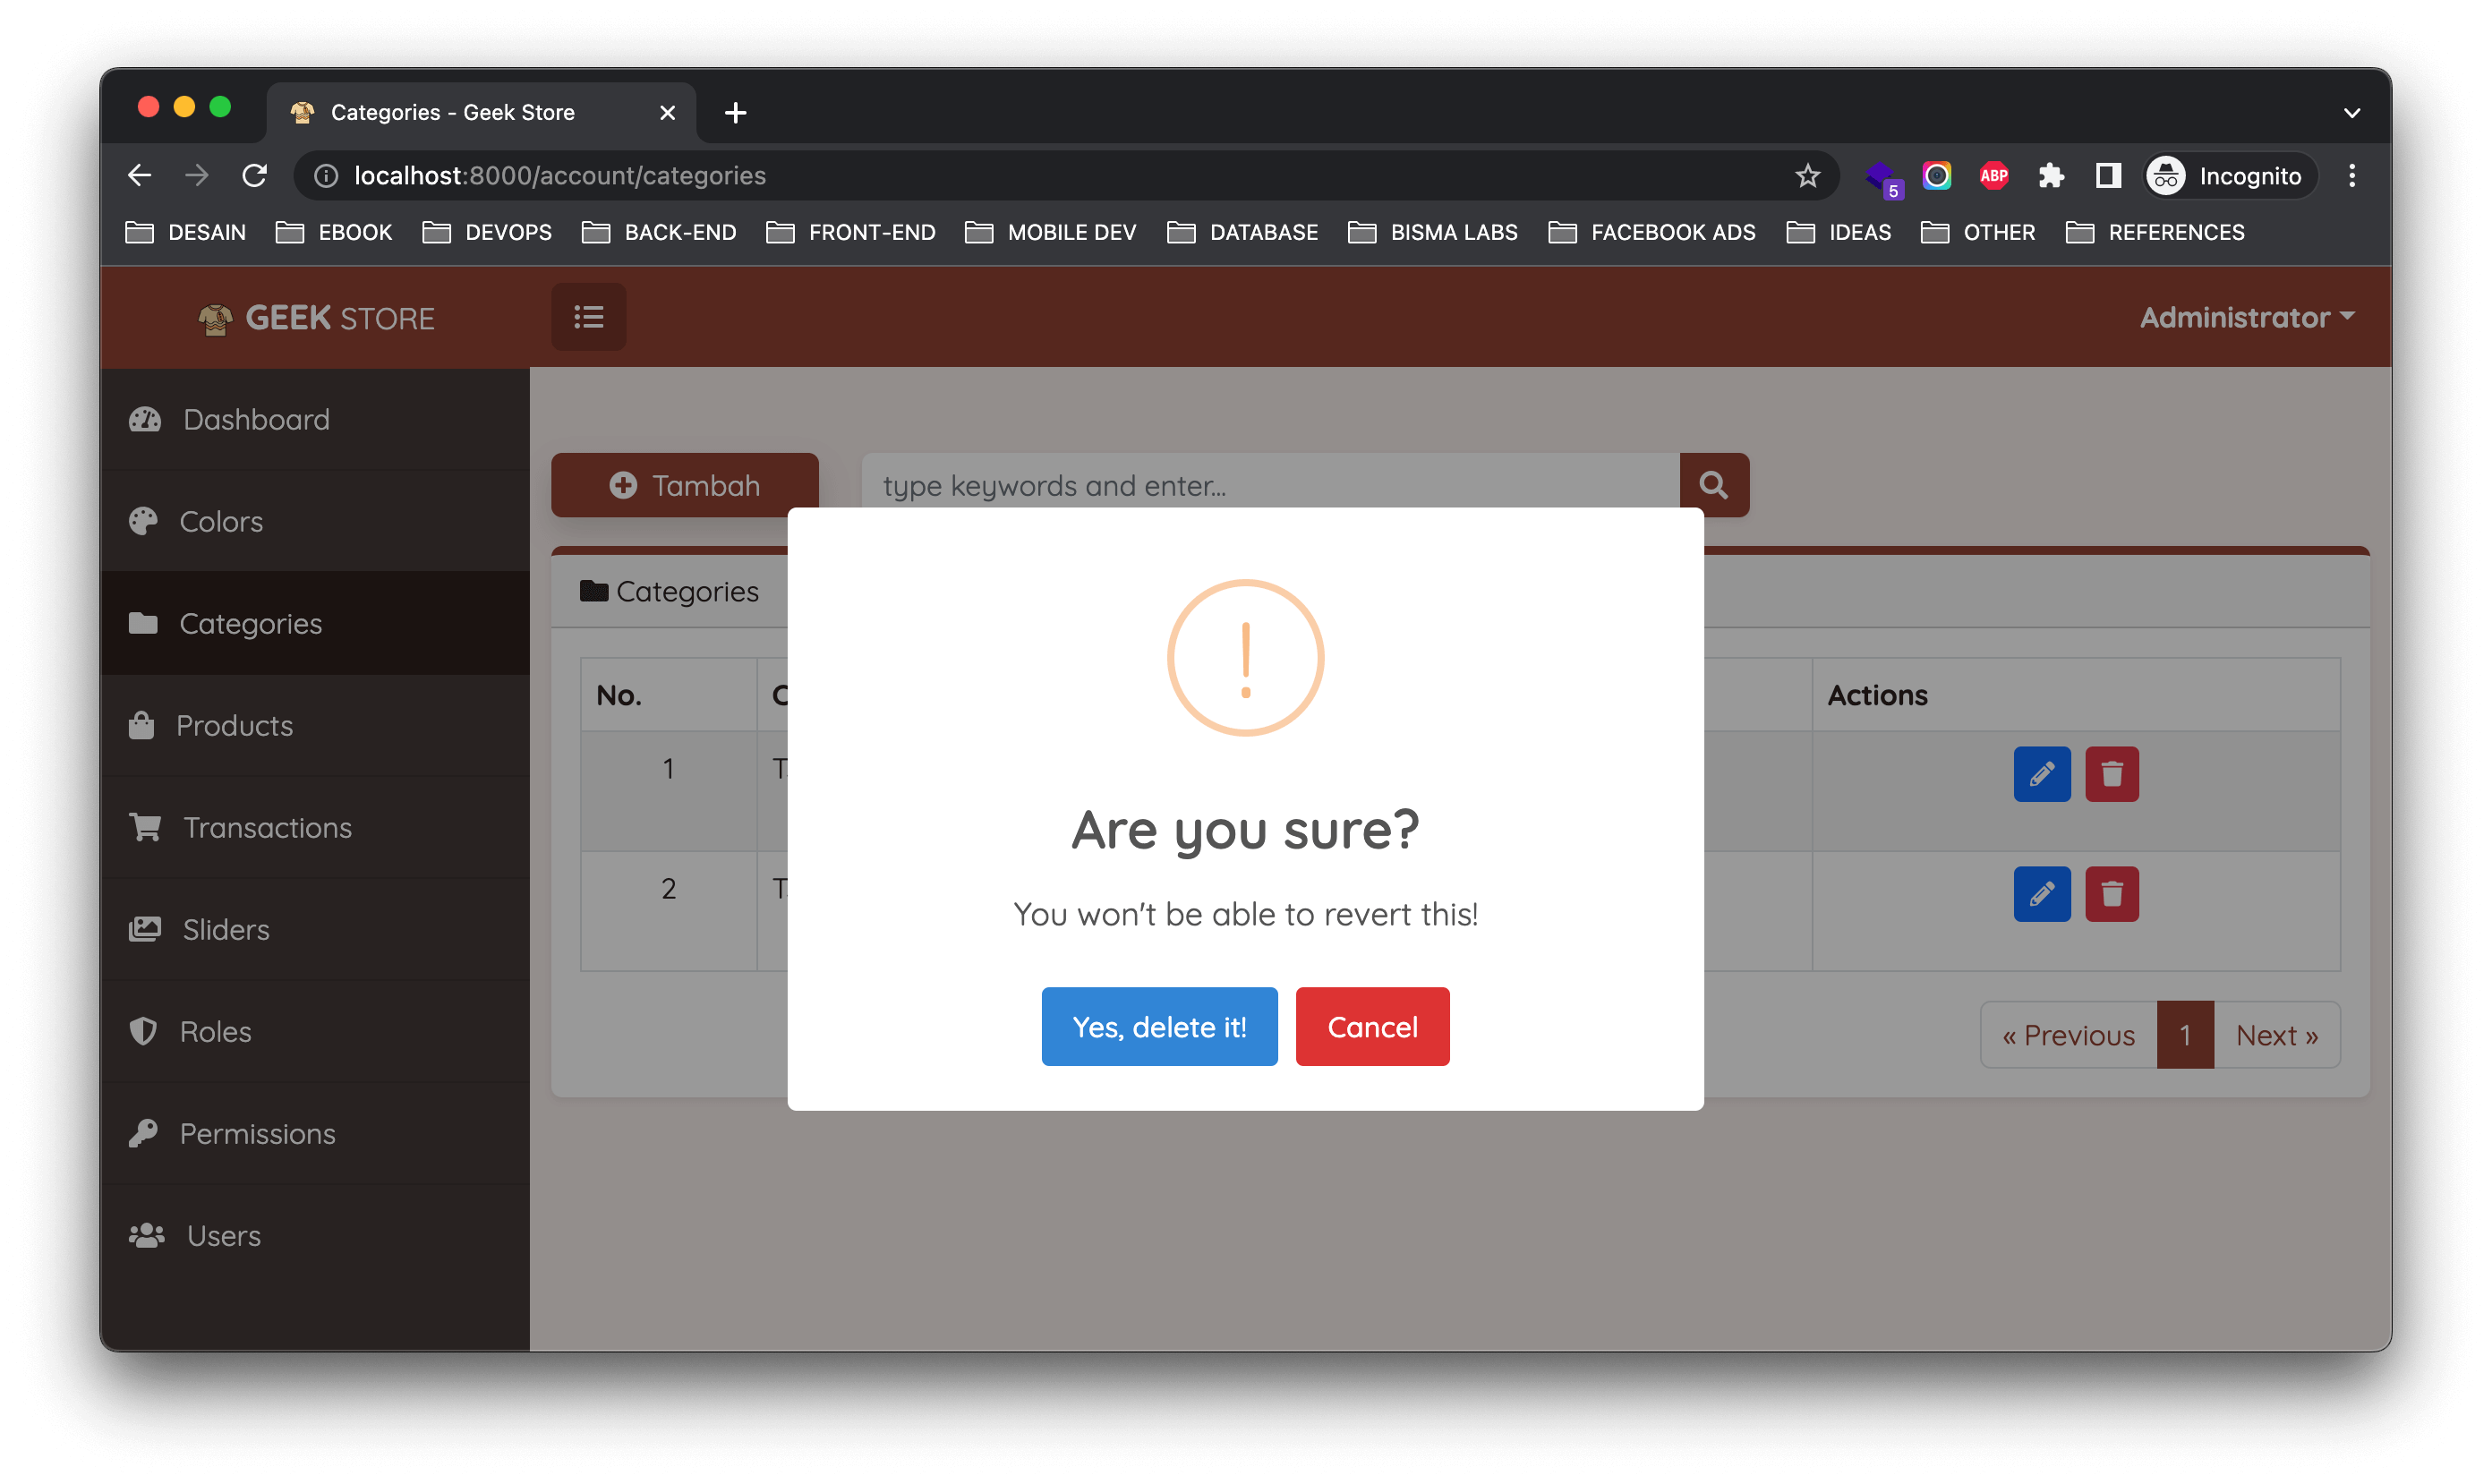 Categories - Geek Store
localhost:8000/account/categories
5
ABP
Incognito
DESAIN EBOOK DEVOPS BACK-END FRONT-END MOBILE DEV DATABASE BISMA LABS FACEBOOK ADS IDEAS OTHER REFERENCES
GEEK STORE
Administrator
Dashboard
Colors
Categories
Products
Transactions
Sliders
Roles
Permissions
Users
Tambah
type keywords and enter...
Categories
No.
Actions
1
2
Are you sure?
You won't be able to revert this!
Yes, delete it! Cancel
« Previous 1 Next »